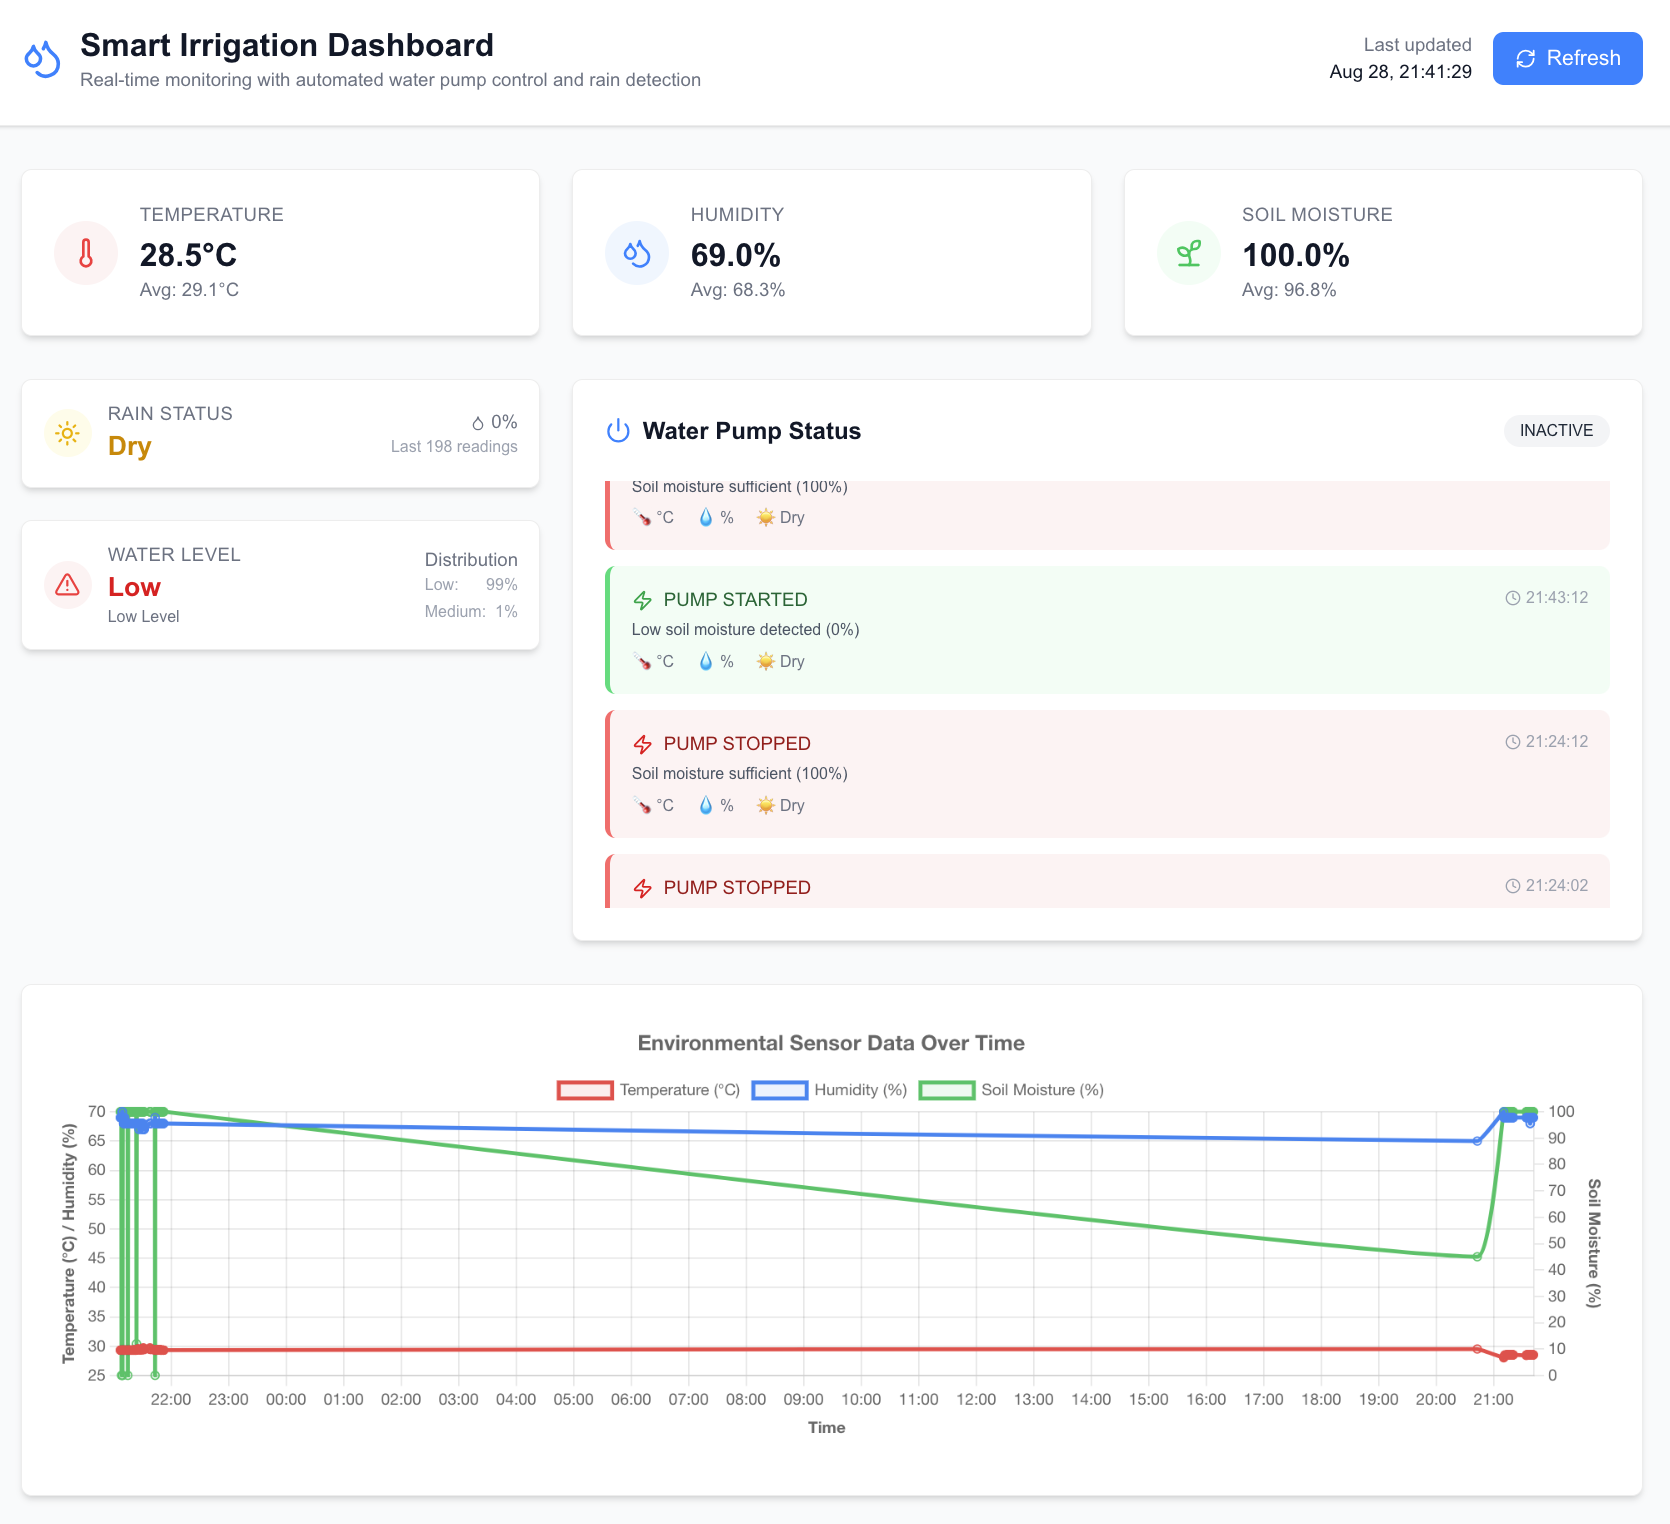 Smart Irrigation Dashboard
Real-time monitoring with automated water pump control and rain detection
Last updated
Aug 28, 21:41:29
Refresh
TEMPERATURE
28.5°C
Avg: 29.1°C
HUMIDITY
69.0%
Avg: 68.3%
SOIL MOISTURE
100.0%
Avg: 96.8%
RAIN STATUS
Dry
0%
Last 198 readings
WATER LEVEL
Low
Low Level
Distribution
Low: 99%
Medium: 1%
Water Pump Status
INACTIVE
Soil moisture sufficient (100%)
°C % Dry
PUMP STARTED 21:43:12
Low soil moisture detected (0%)
°C % Dry
PUMP STOPPED 21:24:12
Soil moisture sufficient (100%)
°C % Dry
PUMP STOPPED 21:24:02
Environmental Sensor Data Over Time
Temperature (°C) Humidity (%) Soil Moisture (%)
Temperature (°C) / Humidity (%)
70
65
60
55
50
45
40
35
30
25
100
90
80
70
60
50
40
30
20
10
0
Soil Moisture (%)
22:00 23:00 00:00 01:00 02:00 03:00 04:00 05:00 06:00 07:00 08:00 09:00 10:00 11:00 12:00 13:00 14:00 15:00 16:00 17:00 18:00 19:00 20:00 21:00
Time